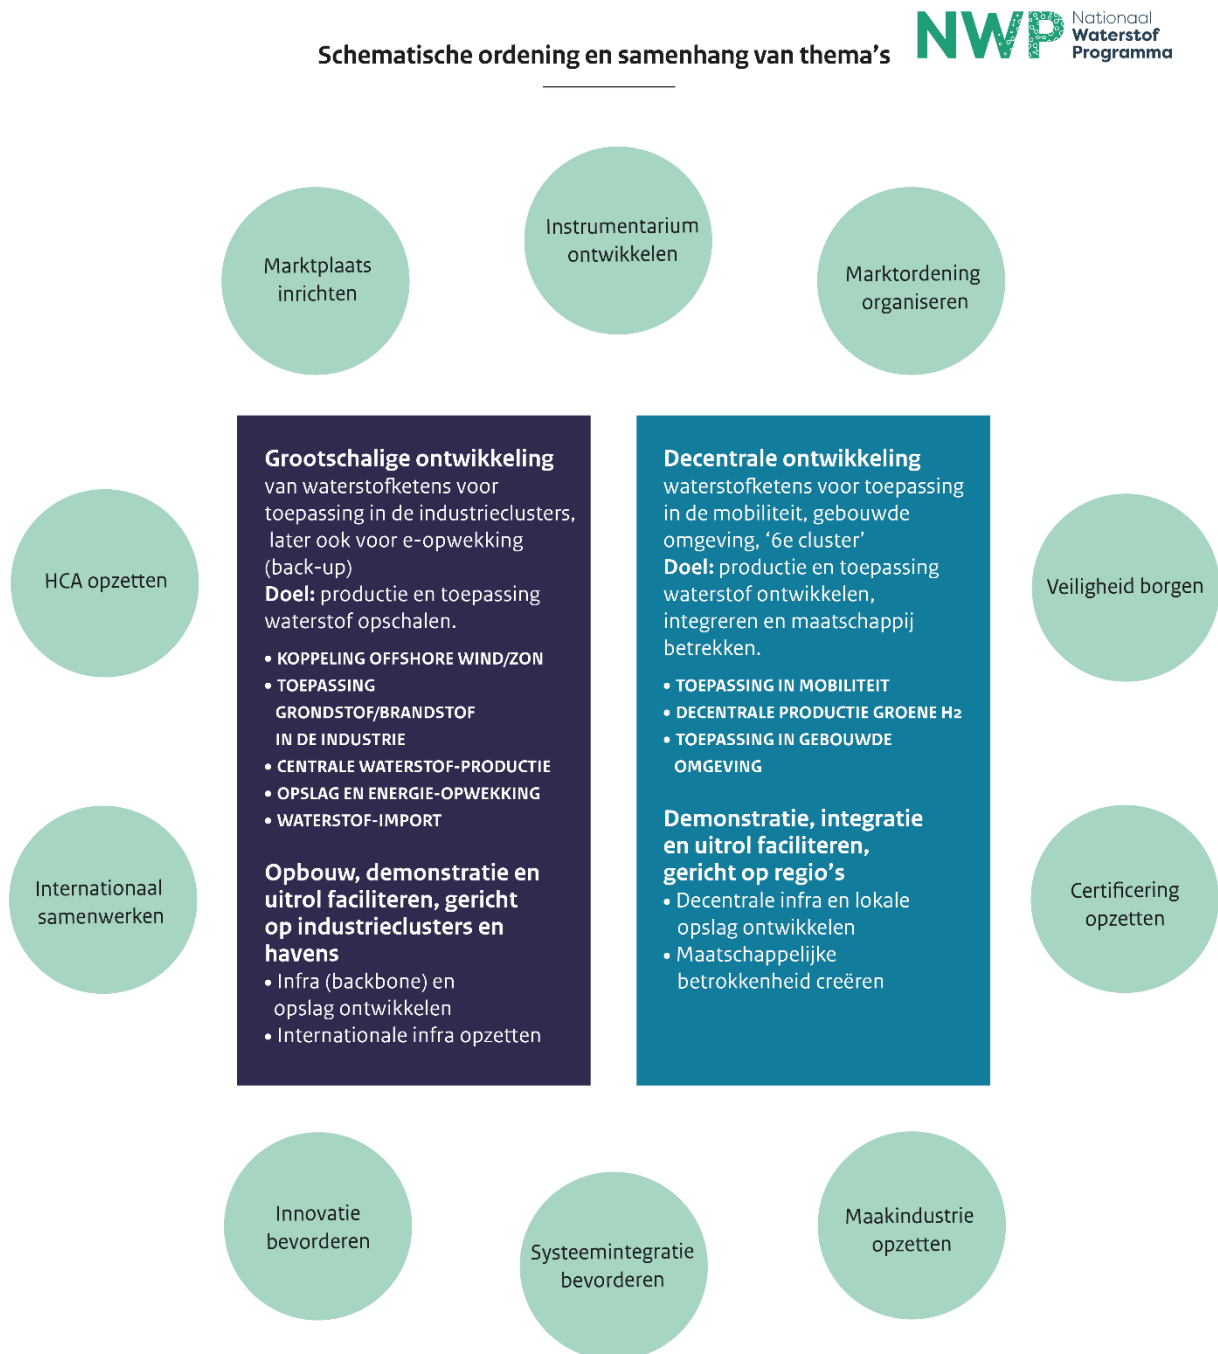 Schematische ordening en samenhang van thema's
NWP
Nationaal
Waterstof
Programma
Instrumentarium
ontwikkelen
Marktplaats
inrichten
Marktordening
organiseren
HCA opzetten
Internationaal
samenwerken
Grootschalige ontwikkeling
van waterstofketens voor
toepassing in de industrieclusters,
later ook voor e-opwekking
(back-up)
Doel: productie en toepassing
waterstof opschalen.
• KOPPELING OFFSHORE WIND/ZON
• TOEPASSING
GRONDSTOF/BRANDSTOF
IN DE INDUSTRIE
• CENTRALE WATERSTOF-PRODUCTIE
• OPSLAG EN ENERGIE-OPWEKKING
• WATERSTOF-IMPORT
Opbouw, demonstratie en
uitrol faciliteren, gericht
op industrieclusters en
havens
• Infra (backbone) en
opslag ontwikkelen
• Internationale infra opzetten
Decentrale ontwikkeling
waterstofketens voor toepassing
in de mobiliteit, gebouwde
omgeving, ‘6e cluster’
Doel: productie en toepassing
waterstof ontwikkelen,
integreren en maatschappij
betrekken.
• TOEPASSING IN MOBILITEIT
• DECENTRALE PRODUCTIE GROENE H2
• TOEPASSING IN GEBOUWDE
OMGEVING
Demonstratie, integratie
en uitrol faciliteren,
gericht op regio's
• Decentrale infra en lokale
opslag ontwikkelen
• Maatschappelijke
betrokkenheid creëren
Veiligheid borgen
Certificering
opzetten
Innovatie
bevorderen
Systeemintegratie
bevorderen
Maakindustrie
opzetten